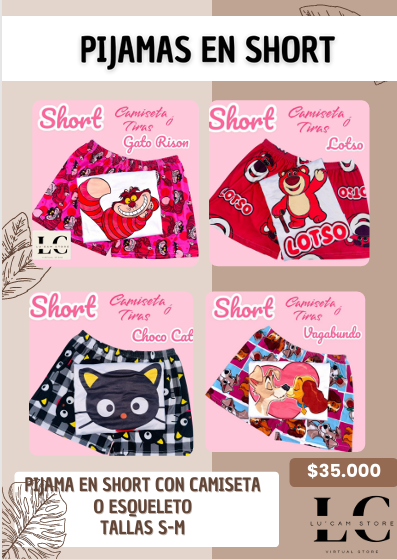 PIJAMAS EN SHORT
Short
Camiseta y
Tiras
Gato Rison
LC
Short
Camiseta y
Tiras
Lotso
LOTSO
LOTSO
LOTSO
Short
Camiseta y
Tiras
Choco Cat
Short
Camiseta y
Tiras
Vagabundo
PIJAMA EN SHORT CON CAMISETA
O ESQUELETO
TALLAS S-M
$35.000
LC
LU'CAM STORE
VIRTUAL STORE